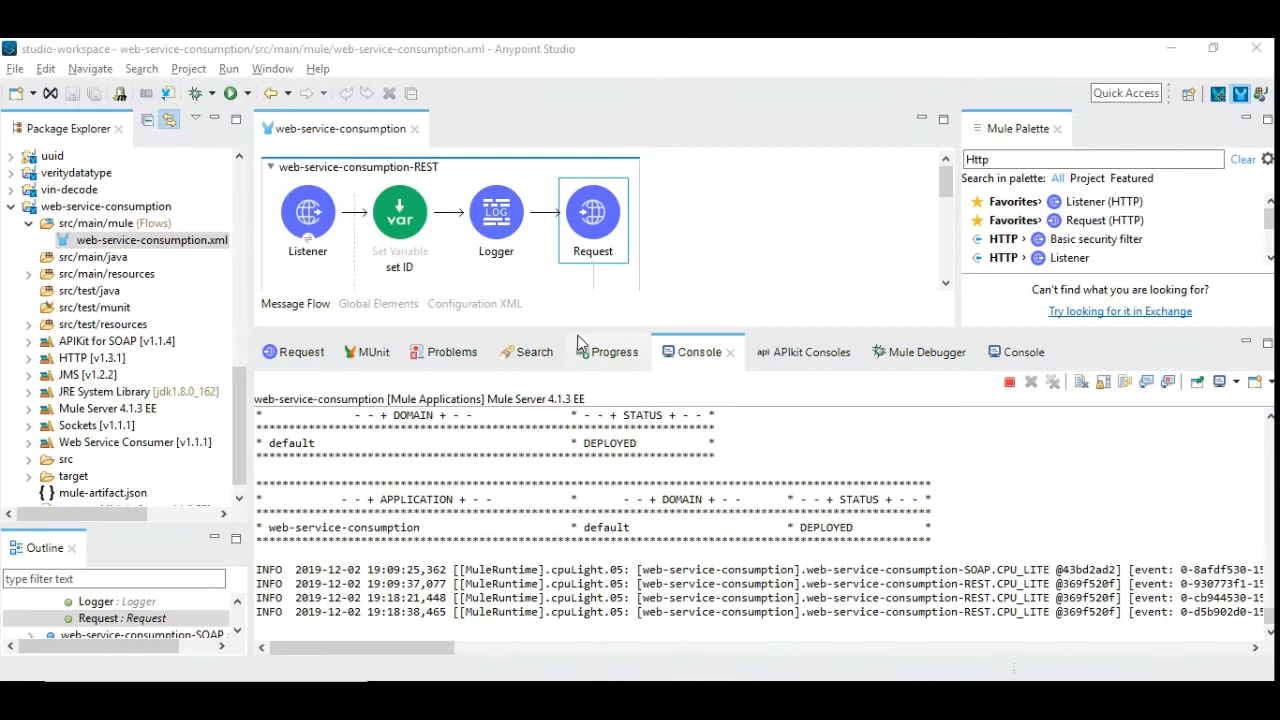 studio-workspace - web-service-consumption/src/main/mule/web-service-consumption.xml - Anypoint Studio
File Edit Navigate Search Project Run Window Help
Quick Access
Package Explorer
uuid
veritydatatype
vin-decode
web-service-consumption
src/main/mule (Flows)
web-service-consumption.xml
src/main/java
src/main/resources
src/test/java
src/test/munit
src/test/resources
APIKit for SOAP [v1.1.4]
HTTP [v1.3.1]
JMS [v1.2.2]
JRE System Library [jdk1.8.0_162]
Mule Server 4.1.3 EE
Sockets [v1.1.1]
Web Service Consumer [v1.1.1]
src
target
mule-artifact.json
Outline
type filter text
Logger : Logger
Request : Request
web-service-consumption-SOAP
web-service-consumption
web-service-consumption-REST
var
LOG
Listener
Set Variable
set ID
Logger
Request
Message Flow Global Elements Configuration XML
Mule Palette
Http
Clear
Search in palette: All Project Featured
Favorites> Listener (HTTP)
Favorites> Request (HTTP)
HTTP > Basic security filter
HTTP > Listener
Can't find what you are looking for?
Try looking for it in Exchange
Request MUnit Problems Search Progress Console api APIkit Consoles Mule Debugger Console
web-service-consumption [Mule Applications] Mule Server 4.1.3 EE
* - - + DOMAIN + - - * - - + STATUS + - - *
*******************************************************************
* default * DEPLOYED *
*******************************************************************
*******************************************************************************************************
* - - + APPLICATION + - - * - - + DOMAIN + - - * - - + STATUS + - - *
*******************************************************************************************************
* web-service-consumption * default * DEPLOYED *
*******************************************************************************************************
INFO 2019-12-02 19:09:25,362 [[MuleRuntime].cpuLight.05: [web-service-consumption].web-service-consumption-SOAP.CPU_LITE @43bd2ad2] [event: 0-8afdf530-15
INFO 2019-12-02 19:09:37,077 [[MuleRuntime].cpuLight.05: [web-service-consumption].web-service-consumption-REST.CPU_LITE @369f520f] [event: 0-930773f1-15
INFO 2019-12-02 19:18:21,448 [[MuleRuntime].cpuLight.05: [web-service-consumption].web-service-consumption-REST.CPU_LITE @369f520f] [event: 0-cb944530-15
INFO 2019-12-02 19:18:38,465 [[MuleRuntime].cpuLight.05: [web-service-consumption].web-service-consumption-REST.CPU_LITE @369f520f] [event: 0-d5b902d0-15